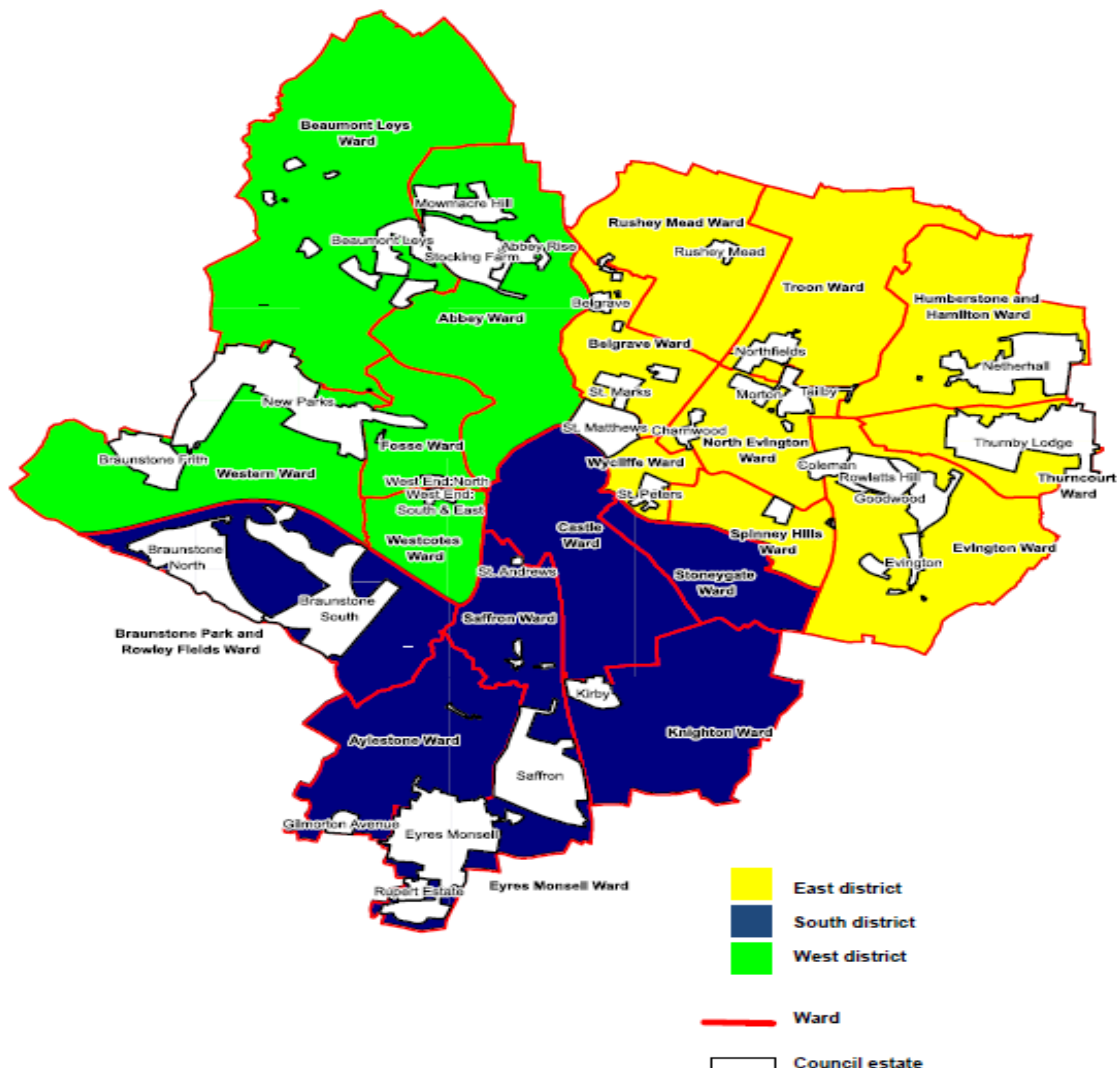 Beaumont Leys
Ward
Mowmacre Hill
Beaumont Leys
Abbey Rise
Stocking Farm
Rushey Mead Ward
Rushey Mead
Troon Ward
Humberstone and
Hamilton Ward
Belgrave
Abbey Ward
Belgrave Ward
Northfields
Netherhall
New Parks
St. Marks
Morton
Tailby
St. Matthews
Charnwood
Fosse Ward
North Evington
Ward
Thurnby Lodge
Braunstone Frith
Western Ward
Wycliffe Ward
Coleman
Rowletts Hill
Thurncourt
Ward
West End:North
West End:
South & East
St. Peters
Goodwood
Westcotes
Ward
Castle
Ward
Spinney Hills
Ward
Evington Ward
Braunstone
North
St. Andrews
Stoneygate
Ward
Evington
Braunstone
South
Saffron Ward
Braunstone Park and
Rowley Fields Ward
Kirby
Aylestone Ward
Knighton Ward
Saffron
Gilmorton Avenue
Eyres Monsell
Rupert Estate
Eyres Monsell Ward
East district
South district
West district
Ward
Council estate